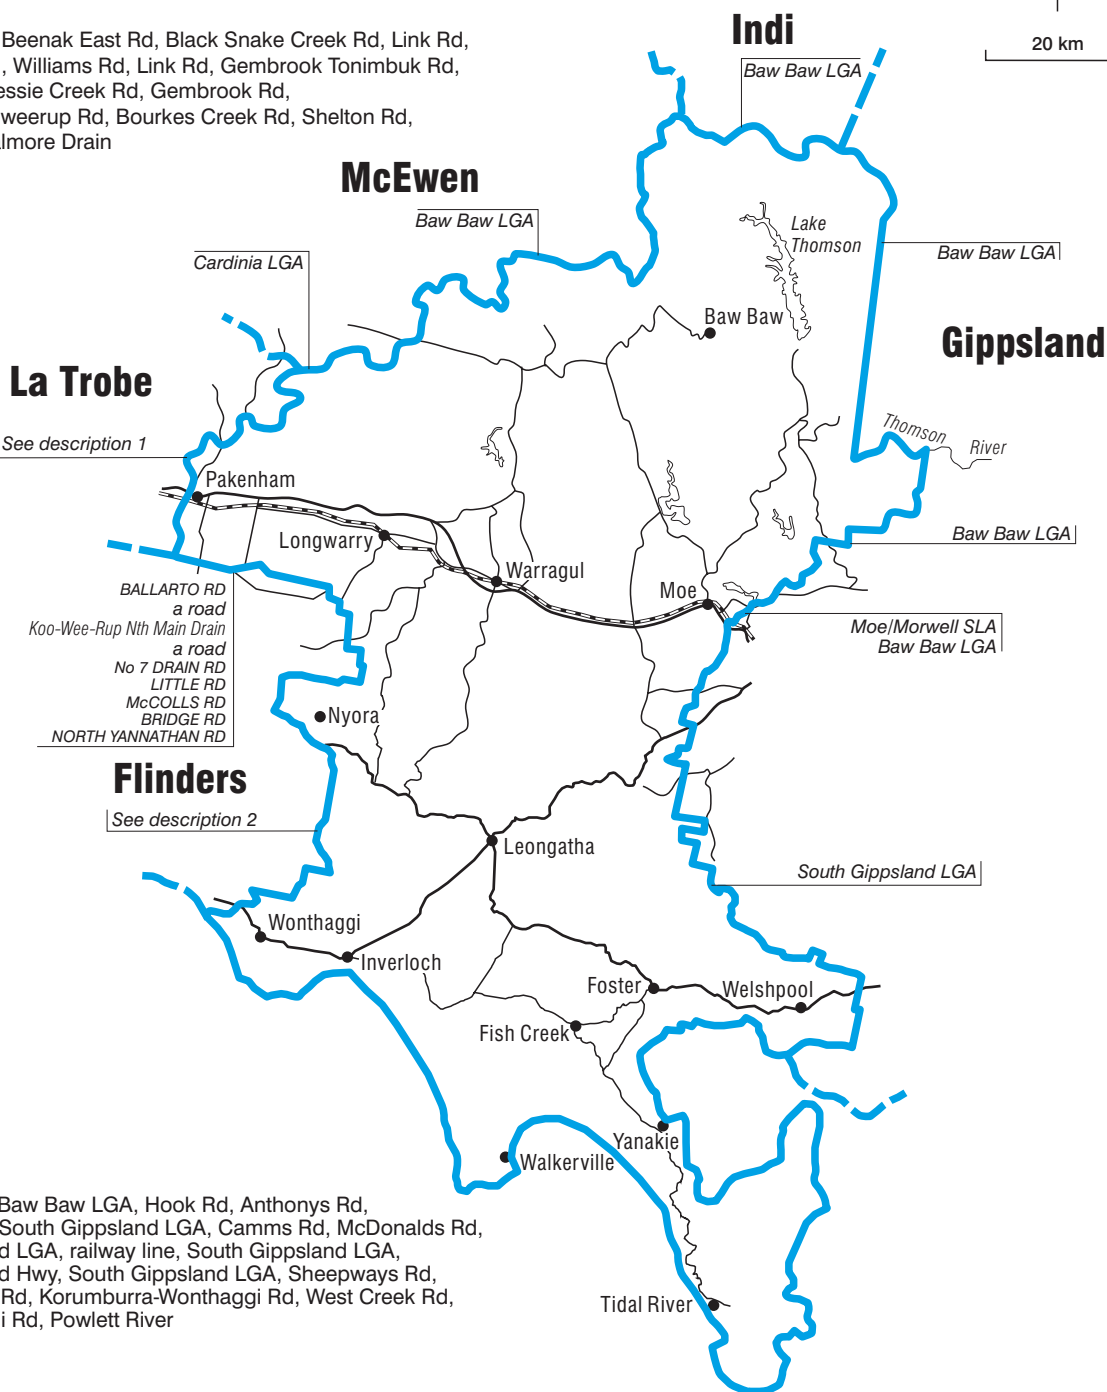 Beenak East Rd, Black Snake Creek Rd, Link Rd,
, Williams Rd, Link Rd, Gembrook Tonimbuk Rd,
essie Creek Rd, Gembrook Rd,
weerup Rd, Bourkes Creek Rd, Shelton Rd,
almore Drain
Indi
Baw Baw LGA
20 km
McEwen
Baw Baw LGA
Cardinia LGA
Lake
Thomson
Baw Baw LGA
Baw Baw
Gippsland
La Trobe
See description 1
Thomson River
Pakenham
Longwarry
Warragul
Moe
Baw Baw LGA
Moe/Morwell SLA
Baw Baw LGA
BALLARTO RD
a road
Koo-Wee-Rup Nth Main Drain
a road
No 7 DRAIN RD
LITTLE RD
McCOLLS RD
BRIDGE RD
NORTH YANNATHAN RD
Nyora
Flinders
See description 2
Leongatha
South Gippsland LGA
Wonthaggi
Inverloch
Foster
Welshpool
Fish Creek
Yanakie
Walkerville
Tidal River
Baw Baw LGA, Hook Rd, Anthonys Rd,
South Gippsland LGA, Camms Rd, McDonalds Rd,
d LGA, railway line, South Gippsland LGA,
d Hwy, South Gippsland LGA, Sheepways Rd,
Rd, Korumburra-Wonthaggi Rd, West Creek Rd,
i Rd, Powlett River